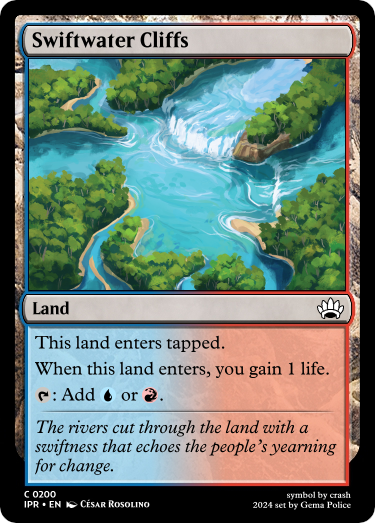 Swiftwater Cliffs
Land
This land enters tapped.
When this land enters, you gain 1 life.
: Add or .
The rivers cut through the land with a
swiftness that echoes the people's yearning
for change.
C 0200
IPR • EN César Rosolino
symbol by crash
2024 set by Gema Police